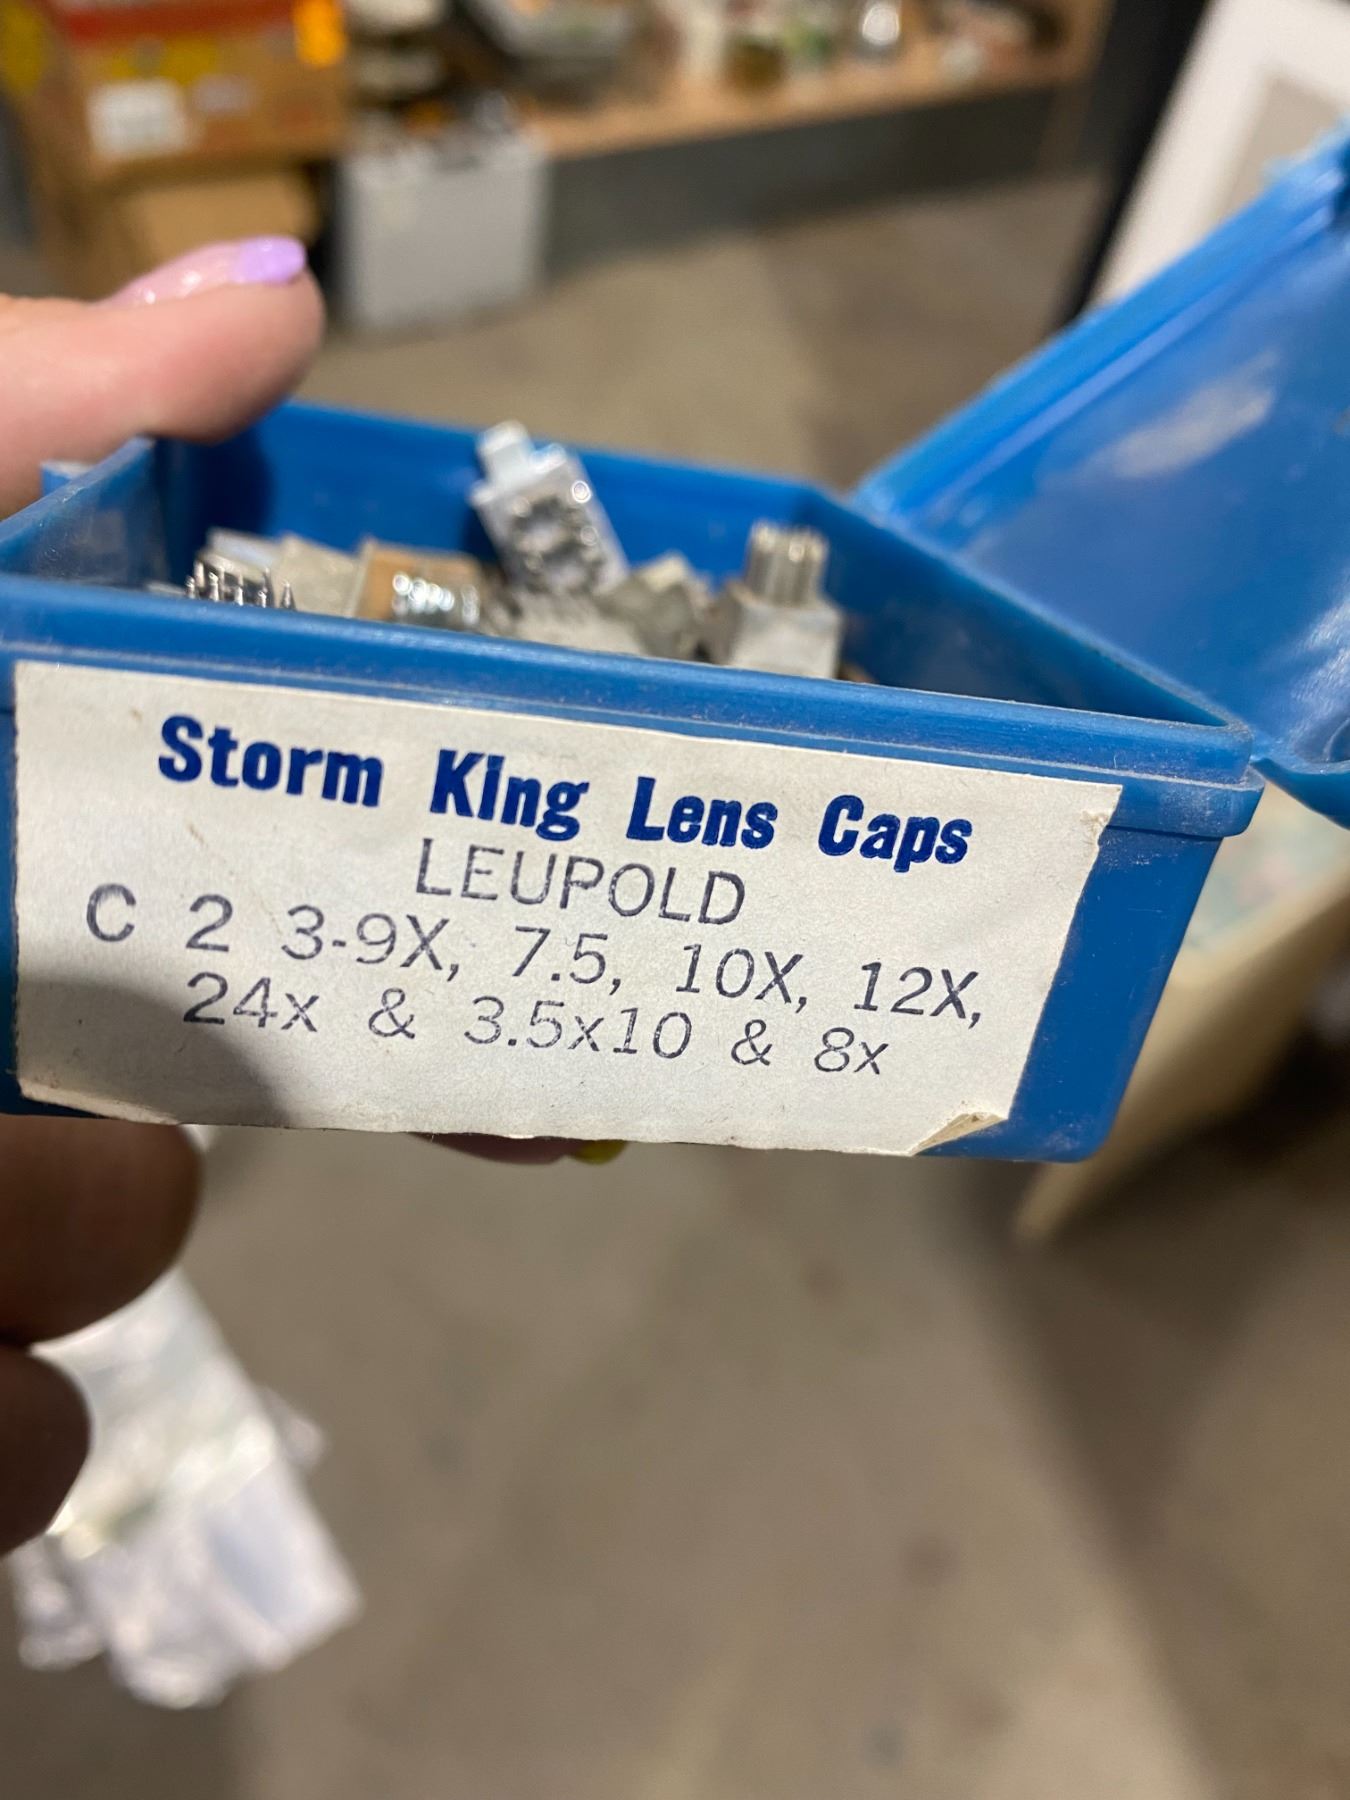 Storm King Lens Caps
LEUPOLD
C 2 3-9X, 7.5, 10X, 12X,
24x & 3.5x10 & 8x